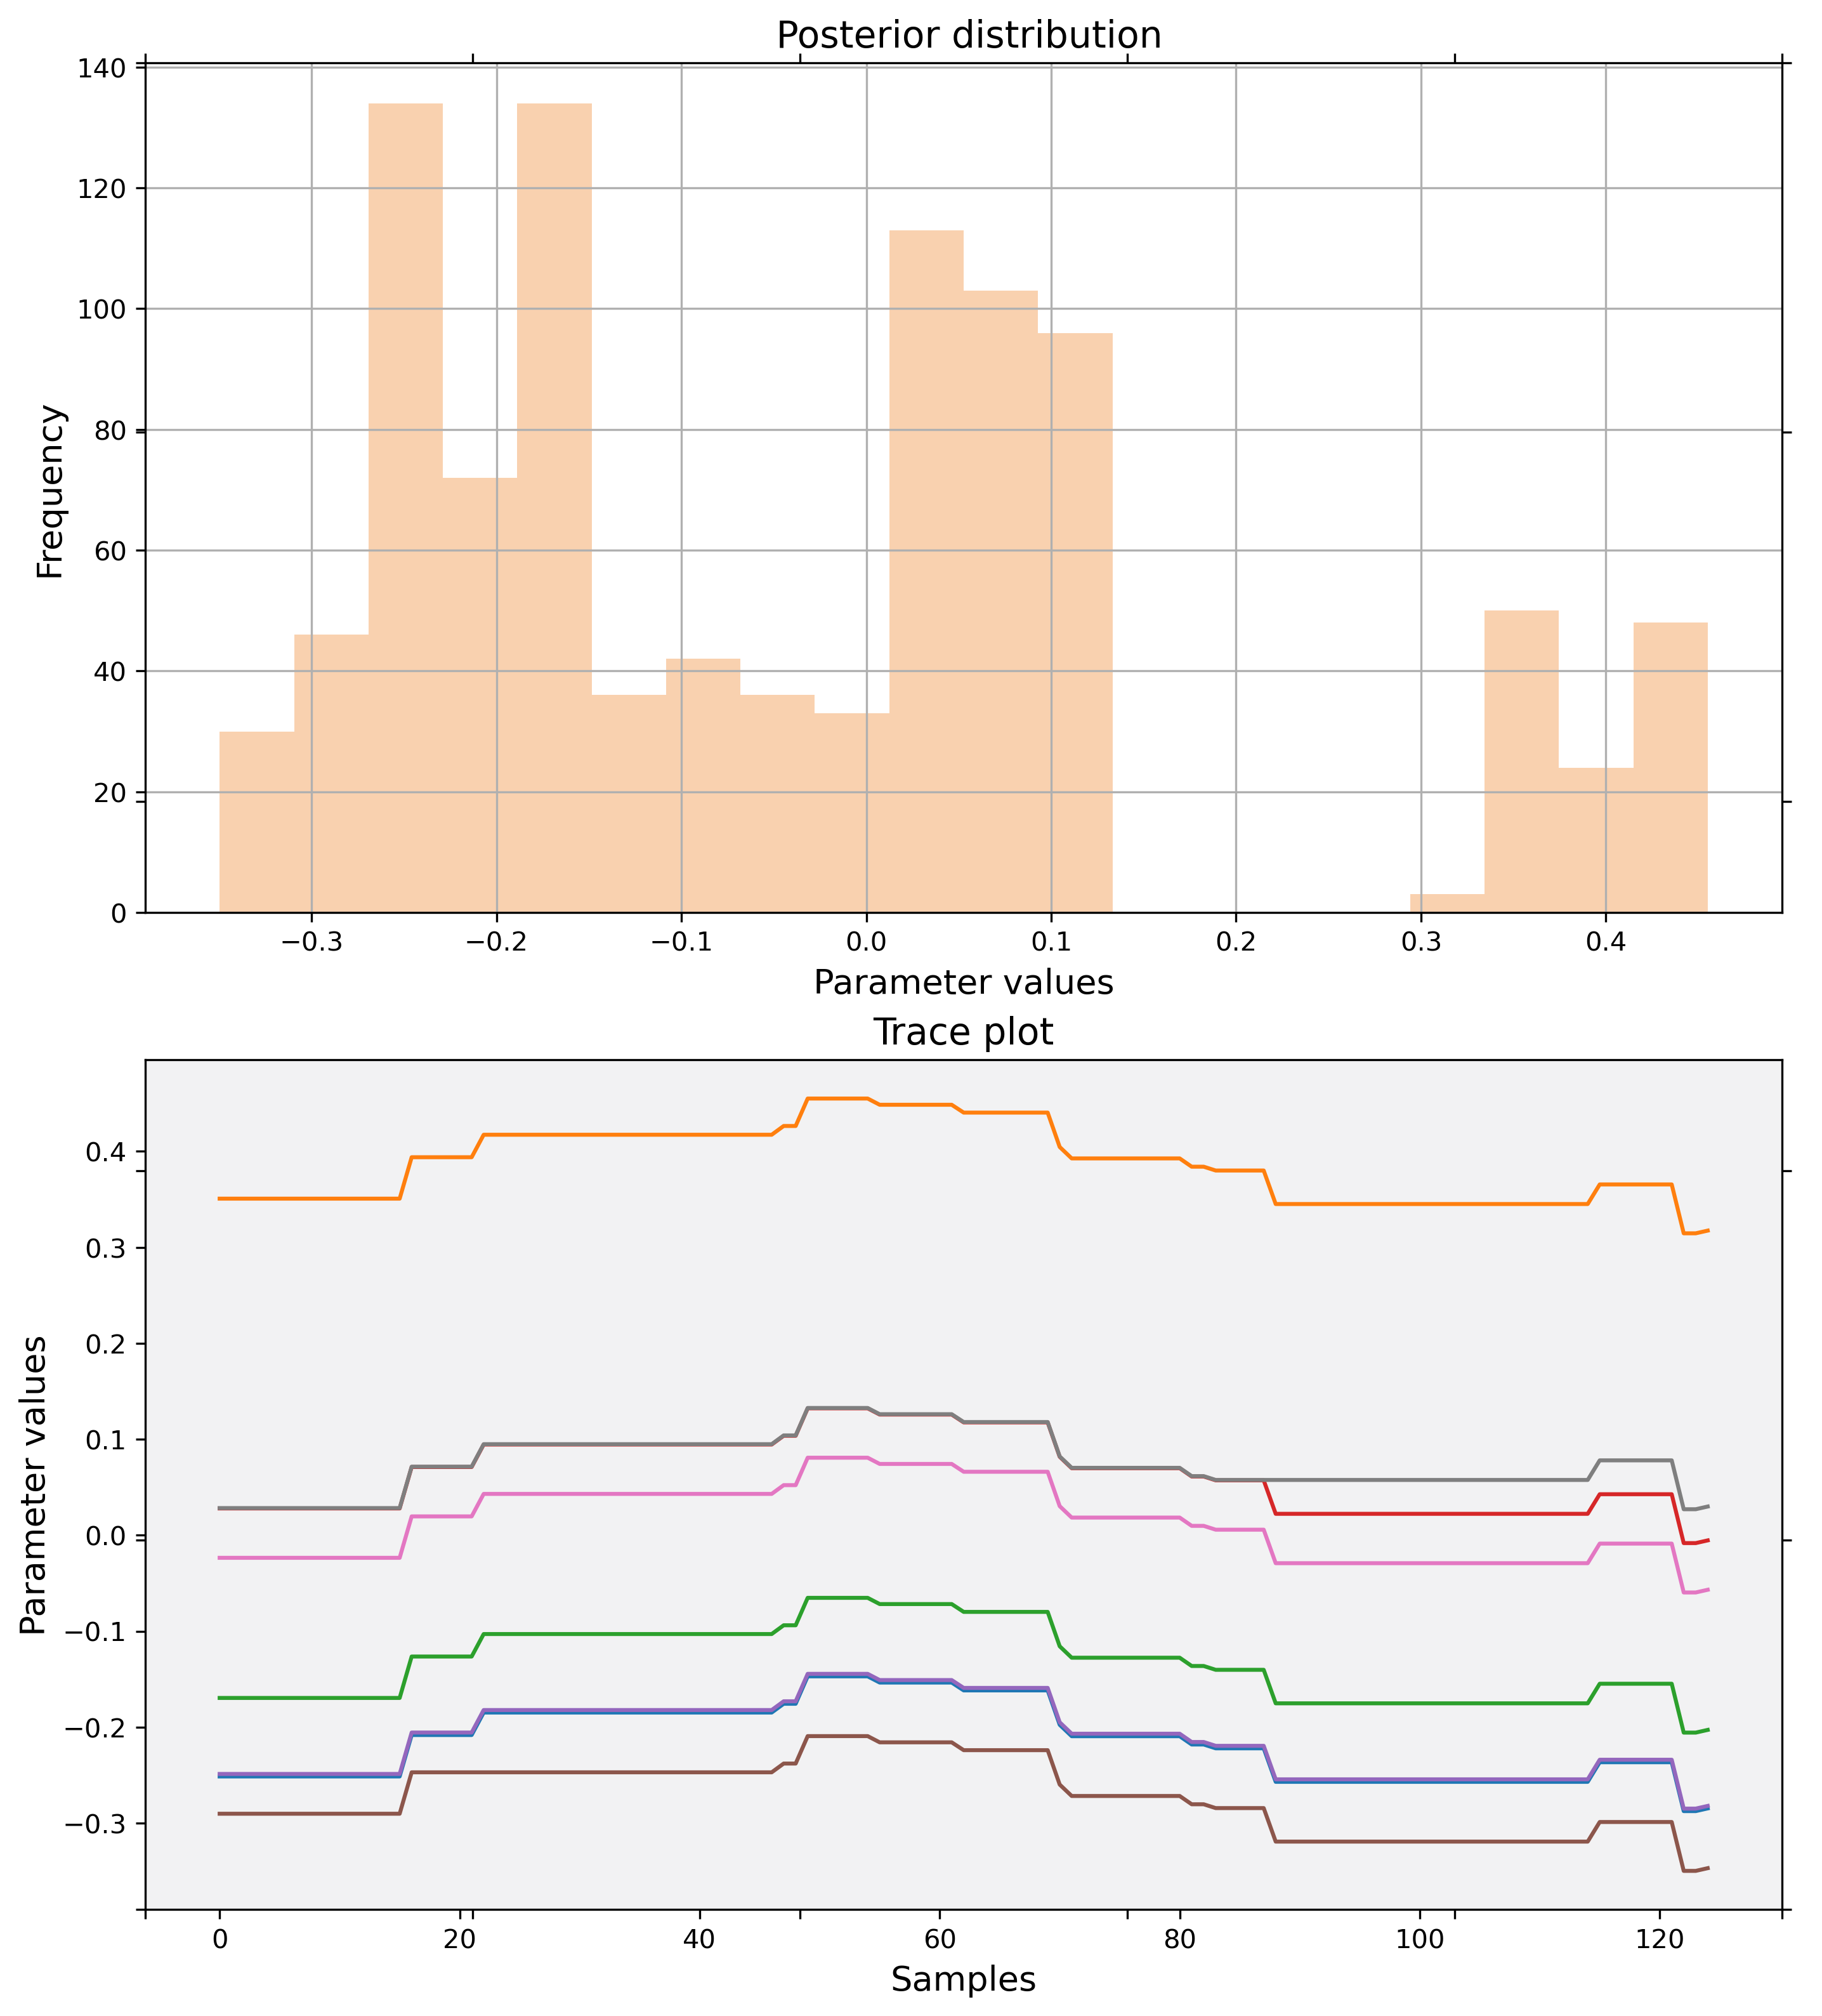 Posterior distribution
140
120
100
80
60
40
20
0
Frequency
−0.3 −0.2 −0.1 0.0 0.1 0.2 0.3 0.4
Parameter values
Trace plot
0.4
0.3
0.2
0.1
0.0
−0.1
−0.2
−0.3
Parameter values
0 20 40 60 80 100 120
Samples